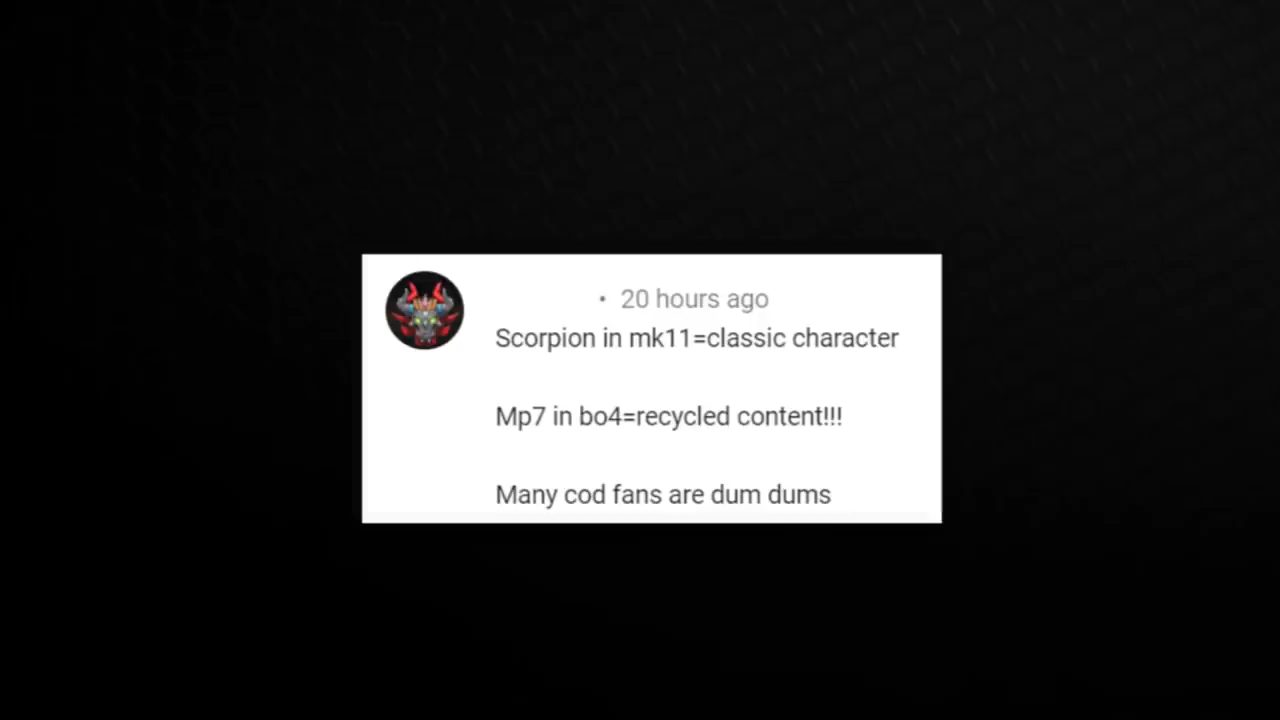 • 20 hours ago
Scorpion in mk11=classic character
Mp7 in bo4=recycled content!!!
Many cod fans are dum dums